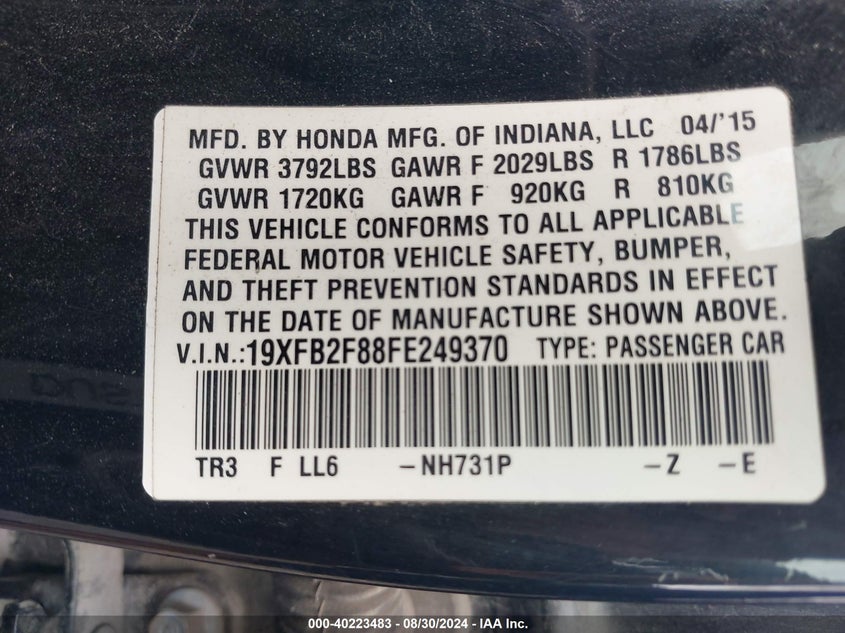 MFD. BY HONDA MFG. OF INDIANA, LLC 04/'15
GVWR 3792LBS GAWR F 2029LBS R 1786LBS
GVWR 1720KG GAWR F 920KG R 810KG
THIS VEHICLE CONFORMS TO ALL APPLICABLE
FEDERAL MOTOR VEHICLE SAFETY, BUMPER,
AND THEFT PREVENTION STANDARDS IN EFFECT
ON THE DATE OF MANUFACTURE SHOWN ABOVE.
V.I.N.:19XFB2F88FE249370 TYPE: PASSENGER CAR
TR3 F LL6 -NH731P -Z -E
000-40223483 - 08/30/2024 - IAA Inc.